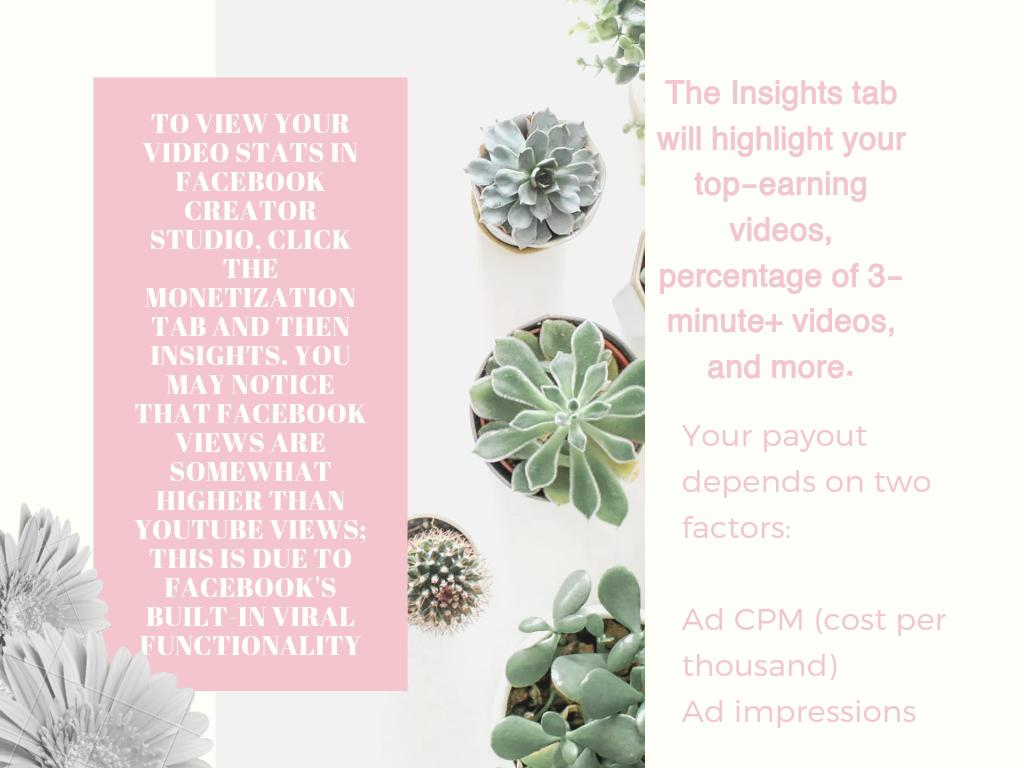 TO VIEW YOUR
VIDEO STATS IN
FACEBOOK
CREATOR
STUDIO, CLICK
THE
MONETIZATION
TAB AND THEN
INSIGHTS. YOU
MAY NOTICE
THAT FACEBOOK
VIEWS ARE
SOMEWHAT
HIGHER THAN
YOUTUBE VIEWS;
THIS IS DUE TO
FACEBOOK'S
BUILT-IN VIRAL
FUNCTIONALITY
The Insights tab
will highlight your
top-earning
videos,
percentage of 3-
minute+ videos,
and more.
Your payout
depends on two
factors:
Ad CPM (cost per
thousand)
Ad impressions